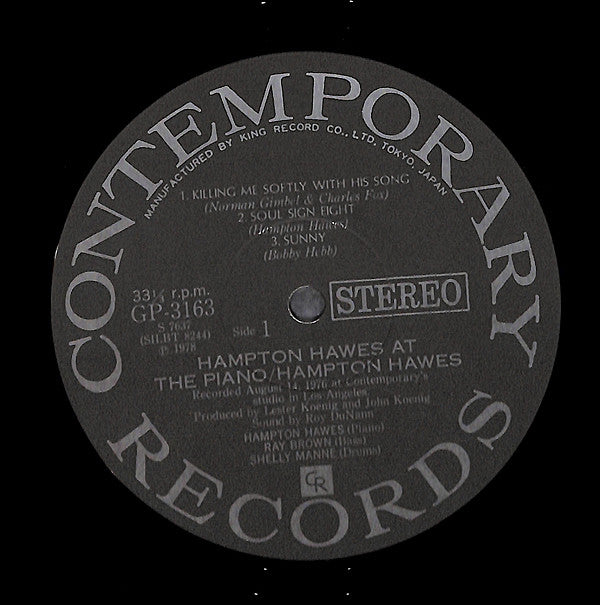 CONTEMPORARY
MANUFACTURED BY KING RECORD CO., LTD. TOKYO, JAPAN
1. KILLING ME SOFTLY WITH HIS SONG
(Norman Gimbel & Charles Fox)
2. SOUL SIGN EIGHT
(Hampton Hawes)
3. SUNNY
(Bobby Hebb)
33⅓ r.p.m.
GP-3163
STEREO
S 7637
(SILBT 8244)
Side 1
℗ 1978
HAMPTON HAWES AT
THE PIANO/HAMPTON HAWES
Recorded August 14, 1976 at Contemporary's
studio in Los Angeles
Produced by Lester Koenig and John Koenig
Sound by Roy DuNann
HAMPTON HAWES (Piano)
RAY BROWN (Bass)
SHELLY MANNE (Drums)
CR
RECORDS